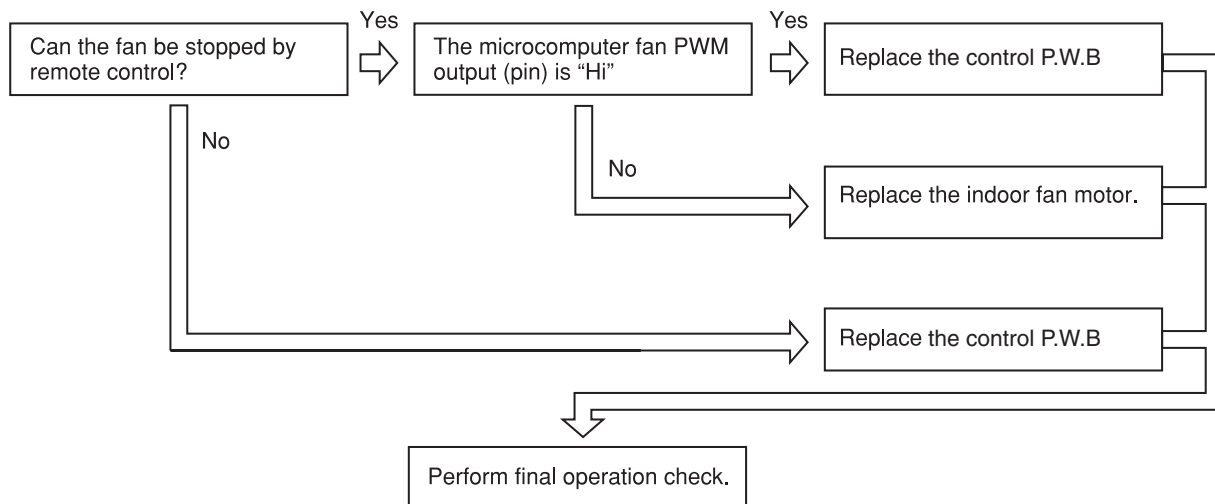 Yes
Yes
Can the fan be stopped by
remote control?
The microcomputer fan PWM
output (pin) is “Hi”
Replace the control P.W.B
No
No
Replace the indoor fan motor.
Replace the control P.W.B
Perform final operation check.